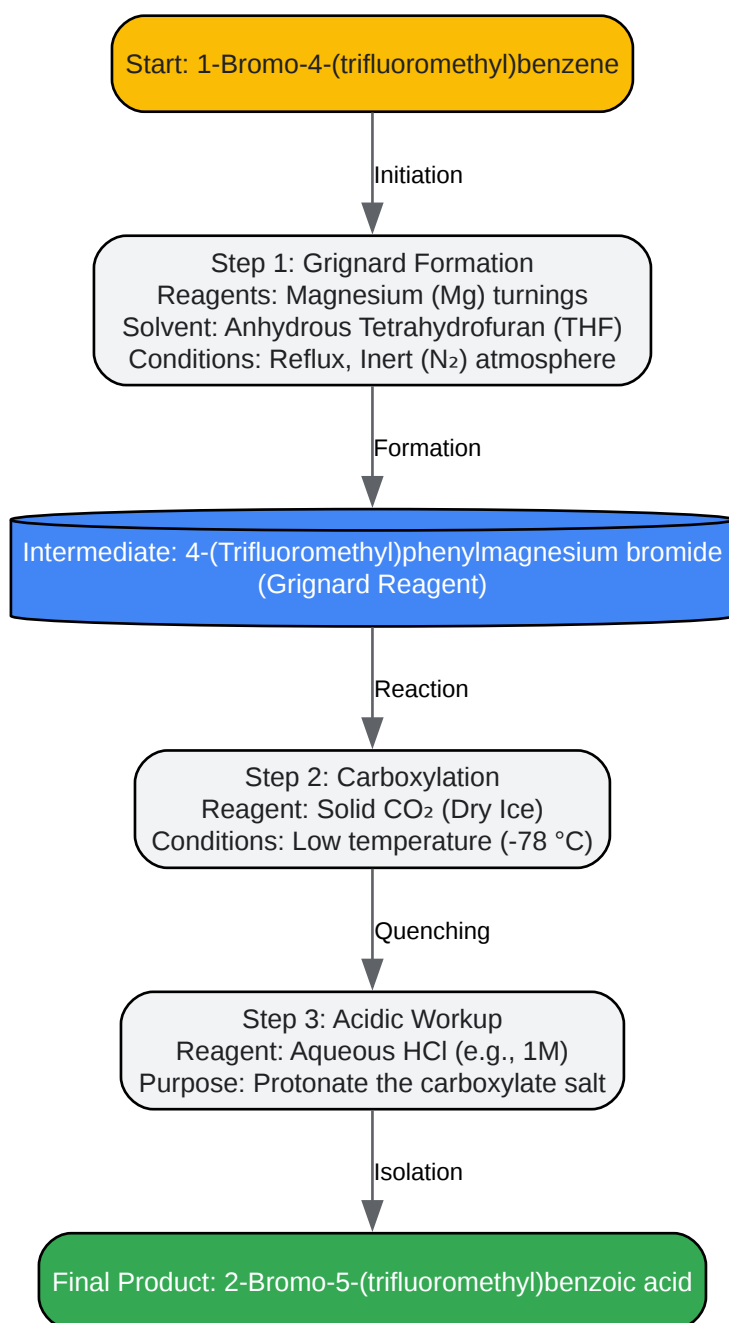 Start: 1-Bromo-4-(trifluoromethyl)benzene
Initiation
Step 1: Grignard Formation
Reagents: Magnesium (Mg) turnings
Solvent: Anhydrous Tetrahydrofuran (THF)
Conditions: Reflux, Inert (N₂) atmosphere
Formation
Intermediate: 4-(Trifluoromethyl)phenylmagnesium bromide
(Grignard Reagent)
Reaction
Step 2: Carboxylation
Reagent: Solid CO₂ (Dry Ice)
Conditions: Low temperature (-78 °C)
Quenching
Step 3: Acidic Workup
Reagent: Aqueous HCl (e.g., 1M)
Purpose: Protonate the carboxylate salt
Isolation
Final Product: 2-Bromo-5-(trifluoromethyl)benzoic acid